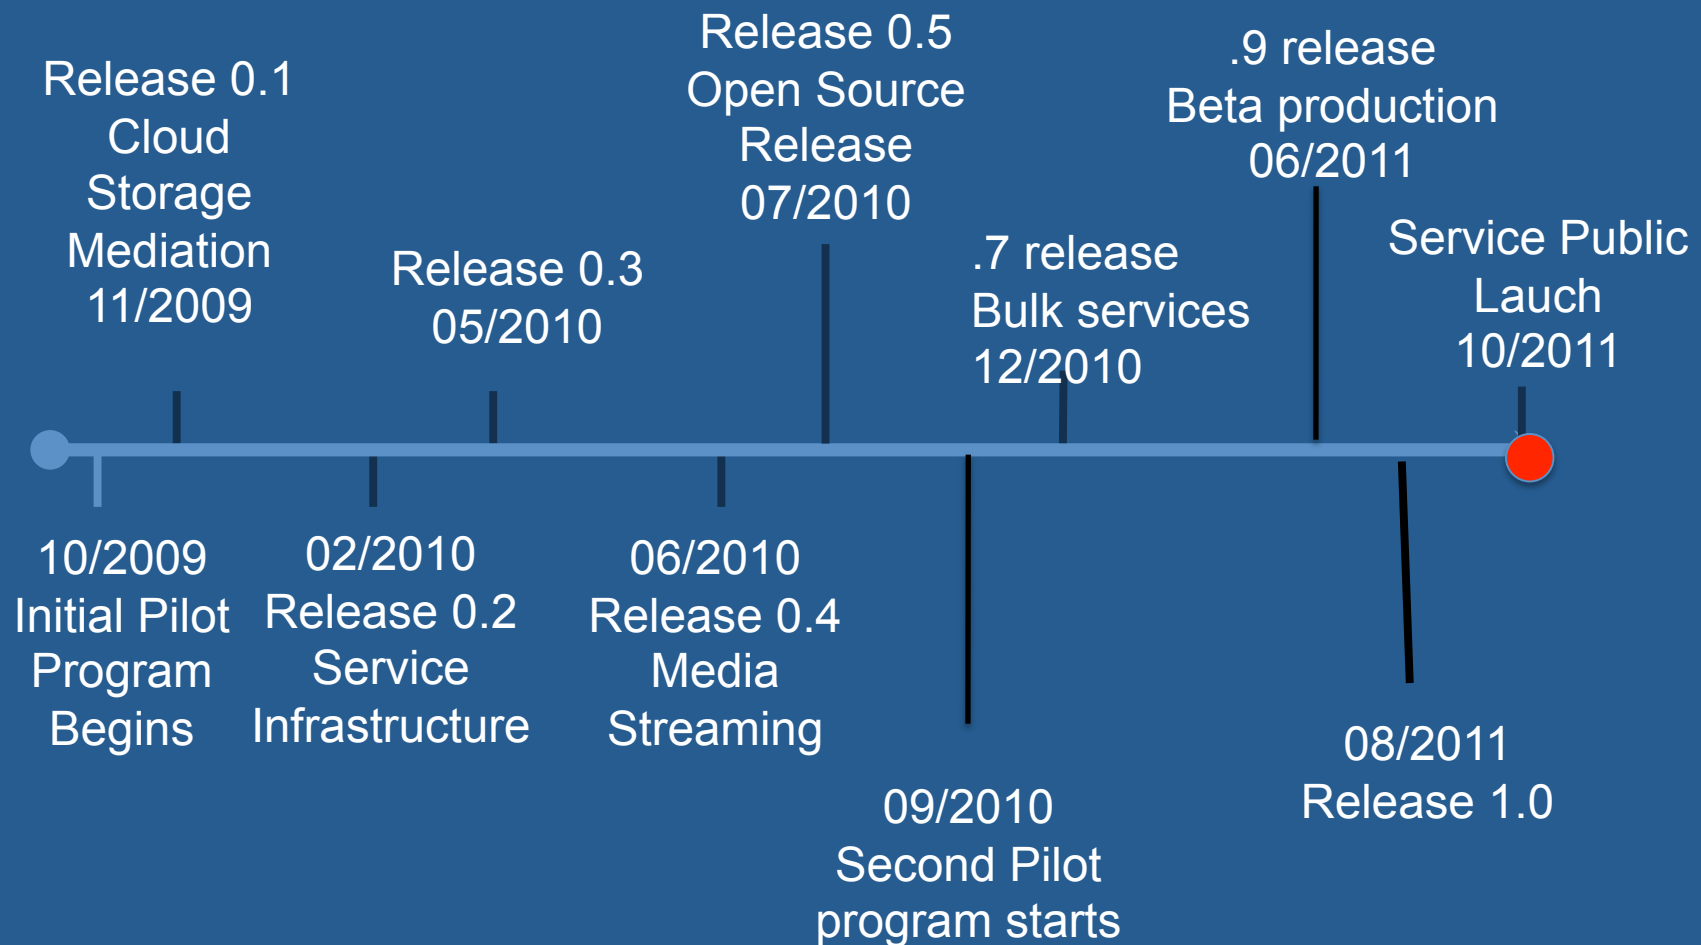 Release 0.1
Cloud
Storage
Mediation
11/2009
Release 0.3
05/2010
Release 0.5
Open Source
Release
07/2010
.7 release
Bulk services
12/2010
.9 release
Beta production
06/2011
Service Public
Lauch
10/2011
10/2009
Initial Pilot
Program
Begins
02/2010
Release 0.2
Service
Infrastructure
06/2010
Release 0.4
Media
Streaming
09/2010
Second Pilot
program starts
08/2011
Release 1.0